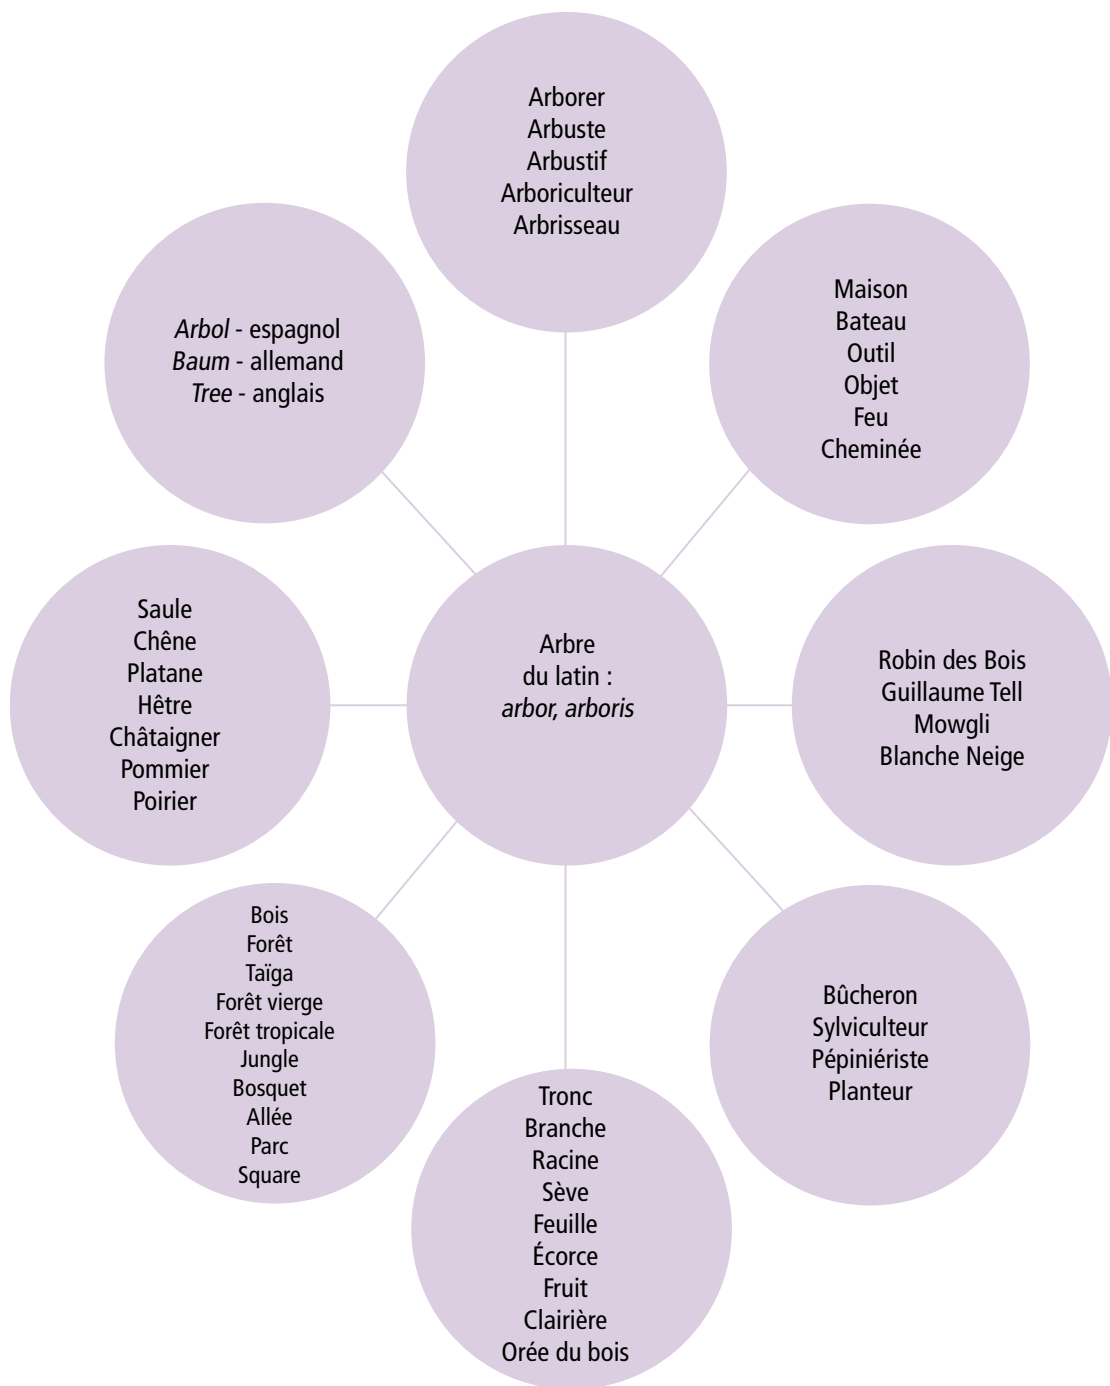 Arborer
Arbuste
Arbustif
Arboriculteur
Arbrisseau
Arbol - espagnol
Baum - allemand
Tree - anglais
Maison
Bateau
Outil
Objet
Feu
Cheminée
Saule
Chêne
Platane
Hêtre
Châtaigner
Pommier
Poirier
Arbre
du latin :
arbor, arboris
Robin des Bois
Guillaume Tell
Mowgli
Blanche Neige
Bois
Forêt
Taïga
Forêt vierge
Forêt tropicale
Jungle
Bosquet
Allée
Parc
Square
Bûcheron
Sylviculteur
Pépiniériste
Planteur
Tronc
Branche
Racine
Sève
Feuille
Écorce
Fruit
Clairière
Orée du bois